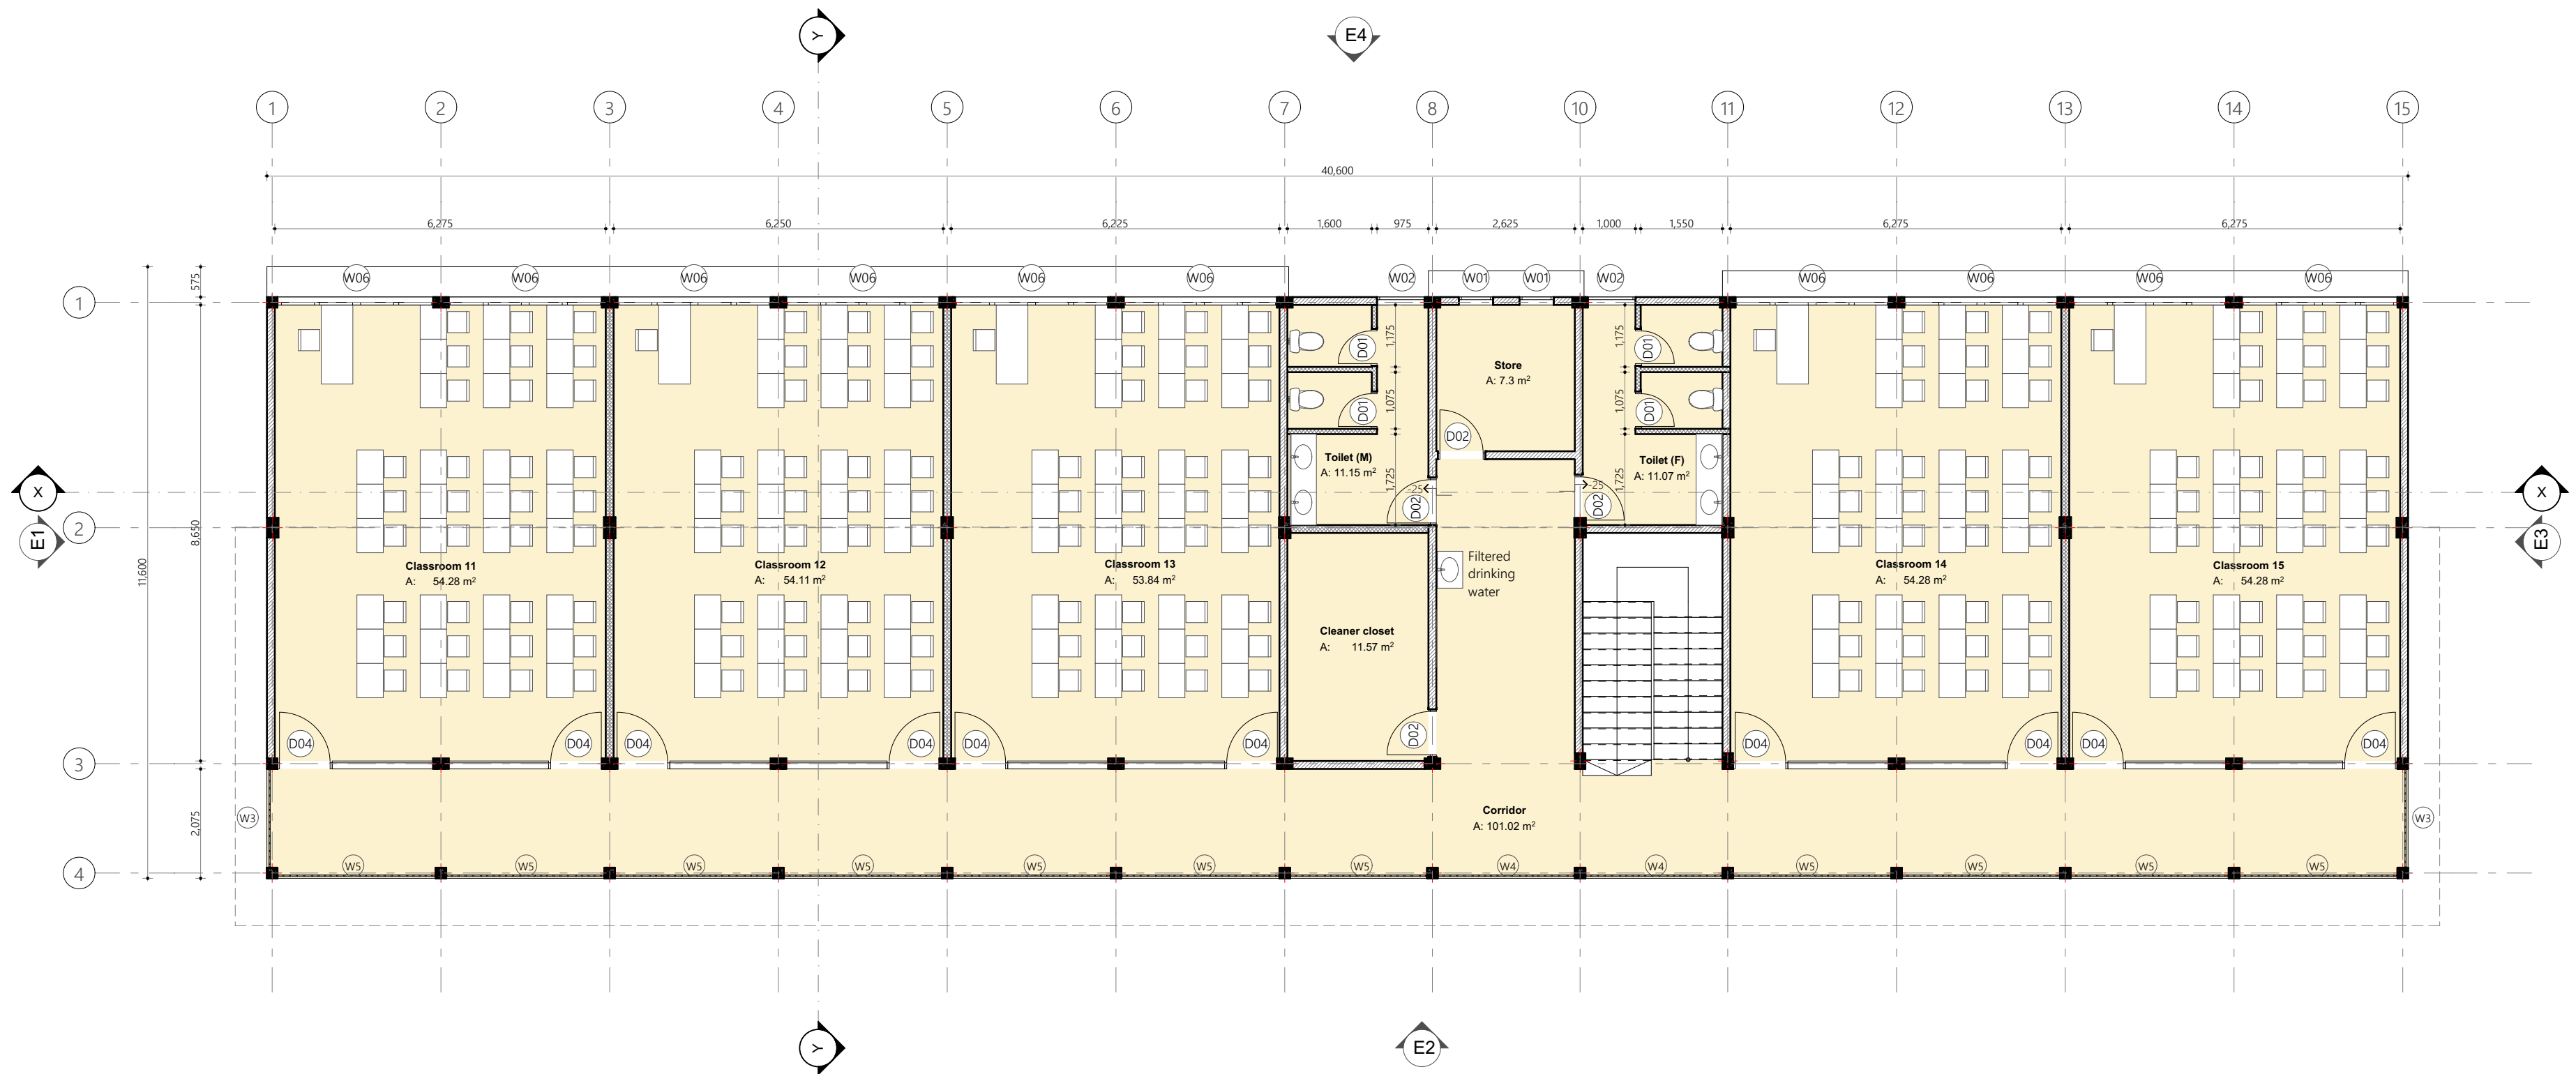 Y
E4
1 2 3 4 5 6 7 8 10 11 12 13 14 15
40,600
6,275 6,250 6,225 1,600 975 2,625 1,000 1,550 6,275 6,275
W06 W06 W06 W06 W06 W06 W02 W01 W01 W02 W06 W06 W06 W06
575
1
D01 1,175 1,175 D01
Store
A: 7.3 m²
D01 1,075 1,075 D01
D02
Toilet (M)
A: 11.15 m²
Toilet (F)
A: 11.07 m²
1,725 1,725
X -25 -25 X
D02 D02
2
E1 E3
8,650
11,600
Filtered
drinking
water
Classroom 11
A: 54.28 m²
Classroom 12
A: 54.11 m²
Classroom 13
A: 53.84 m²
Classroom 14
A: 54.28 m²
Classroom 15
A: 54.28 m²
Cleaner closet
A: 11.57 m²
D04 D04 D04 D04 D04 D04 D02 D04 D04 D04 D04
3
Corridor
A: 101.02 m²
2,075
W3 W3
W5 W5 W5 W5 W5 W5 W5 W4 W4 W5 W5 W5 W5
4
Y
E2